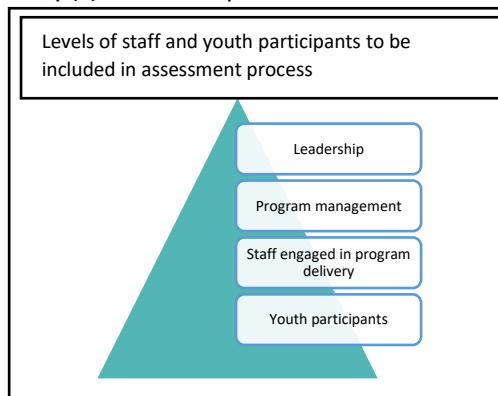 Levels of staff and youth participants to be
included in assessment process
Leadership
Program management
Staff engaged in program
delivery
Youth participants